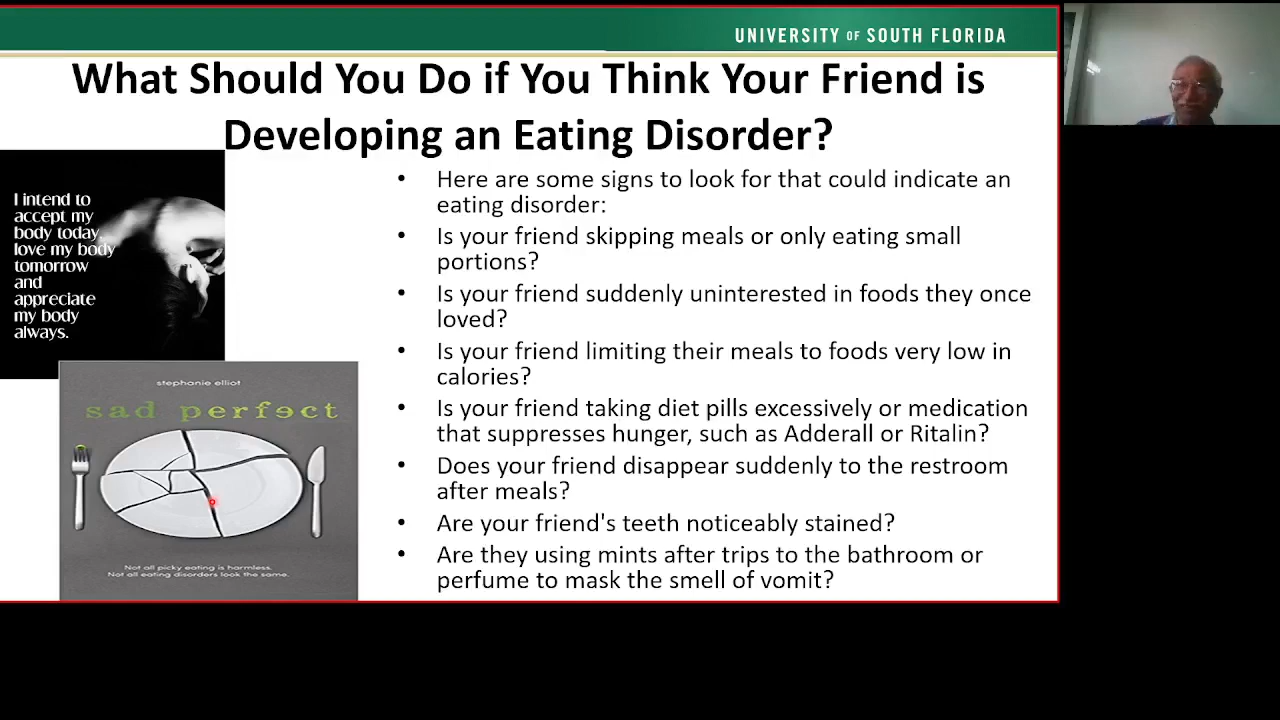 UNIVERSITY OF SOUTH FLORIDA
What Should You Do if You Think Your Friend is
Developing an Eating Disorder?
I intend to
accept my
body today,
love my body
tomorrow
and
appreciate
my body
always.
stephanie elliot
sad perfect
Not all picky eating is harmless.
Not all eating disorders look the same.
• Here are some signs to look for that could indicate an
eating disorder:
• Is your friend skipping meals or only eating small
portions?
• Is your friend suddenly uninterested in foods they once
loved?
• Is your friend limiting their meals to foods very low in
calories?
• Is your friend taking diet pills excessively or medication
that suppresses hunger, such as Adderall or Ritalin?
• Does your friend disappear suddenly to the restroom
after meals?
• Are your friend's teeth noticeably stained?
• Are they using mints after trips to the bathroom or
perfume to mask the smell of vomit?